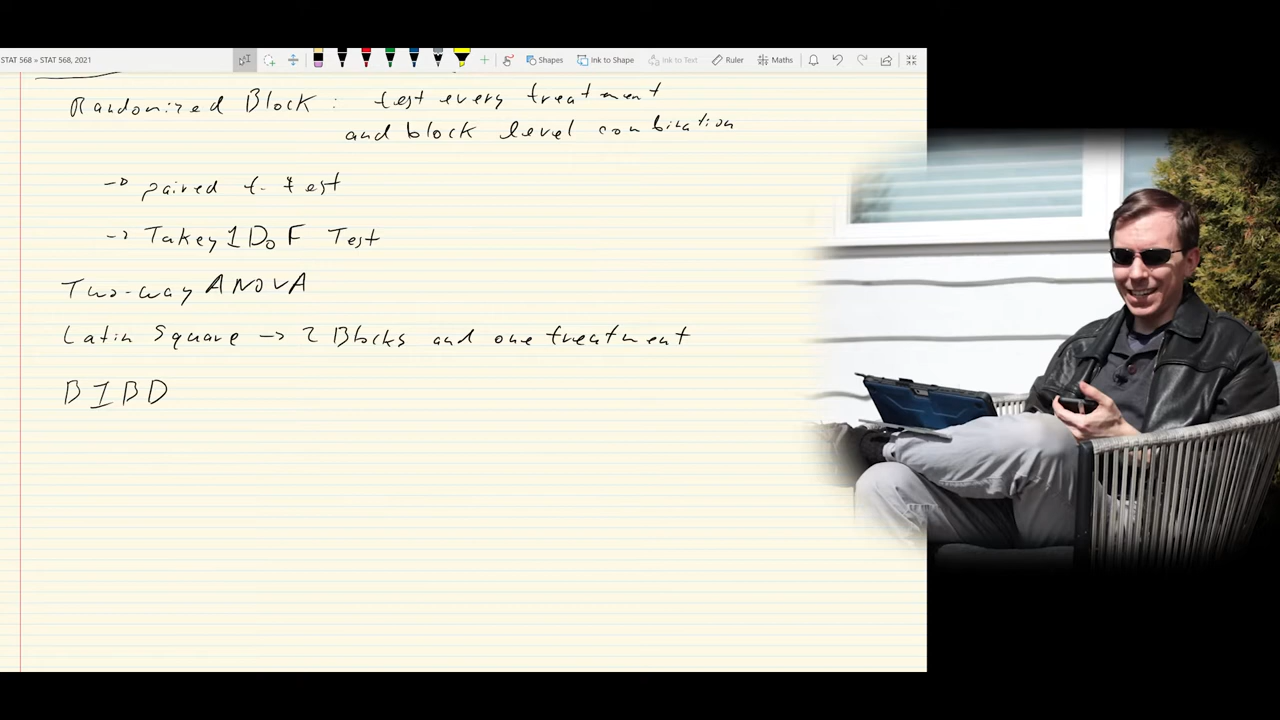 STAT 568 » STAT 568, 2021
Shapes
Ink to Shape
Ink to Text
Ruler
Maths
Randomized Block : test every treatment
and block level combination
→ paired t-test
→ Takey 1 DoF Test
Two-way ANOVA
Latin Square → 2 Blocks and one treatment
BIBD